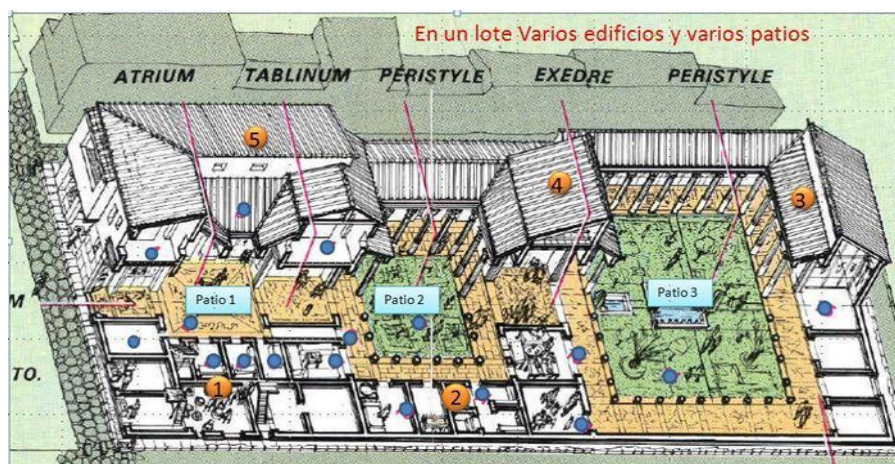 En un lote Varios edificios y varios patios
ATRIUM TABLINUM PERISTYLE EXEDRE PERISTYLE
5
4
3
Patio 1 Patio 2 Patio 3
M
TO.
1
2